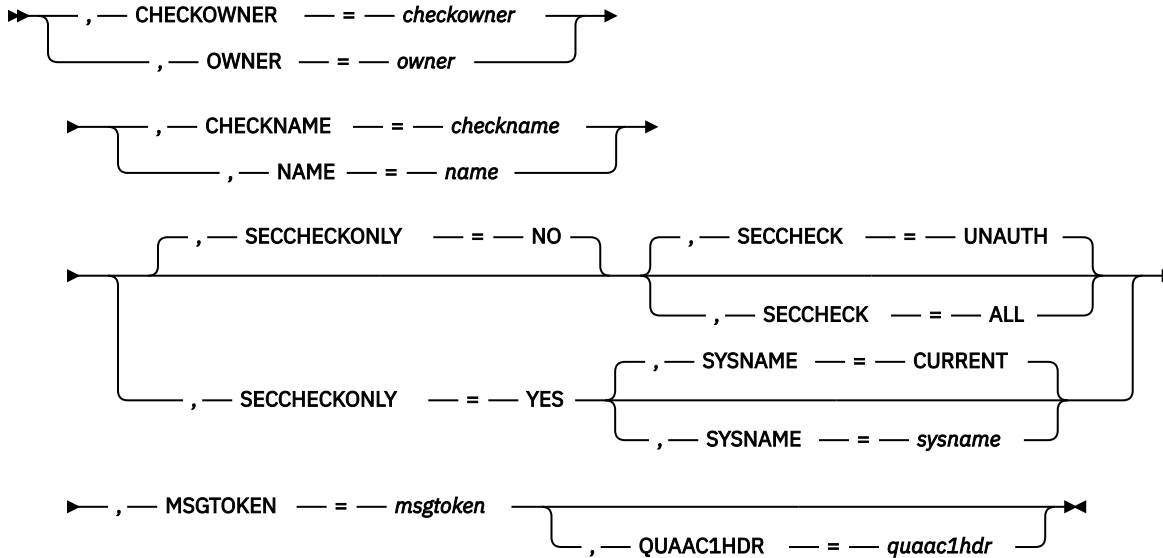 , CHECKOWNER = checkowner
, OWNER = owner
, CHECKNAME = checkname
, NAME = name
, SECCHECKONLY = NO , SECCHECK = UNAUTH
, SECCHECK = ALL
, SECCHECKONLY = YES , SYSNAME = CURRENT
, SYSNAME = sysname
, MSGTOKEN = msgtoken
, QUAAC1HDR = quaac1hdr